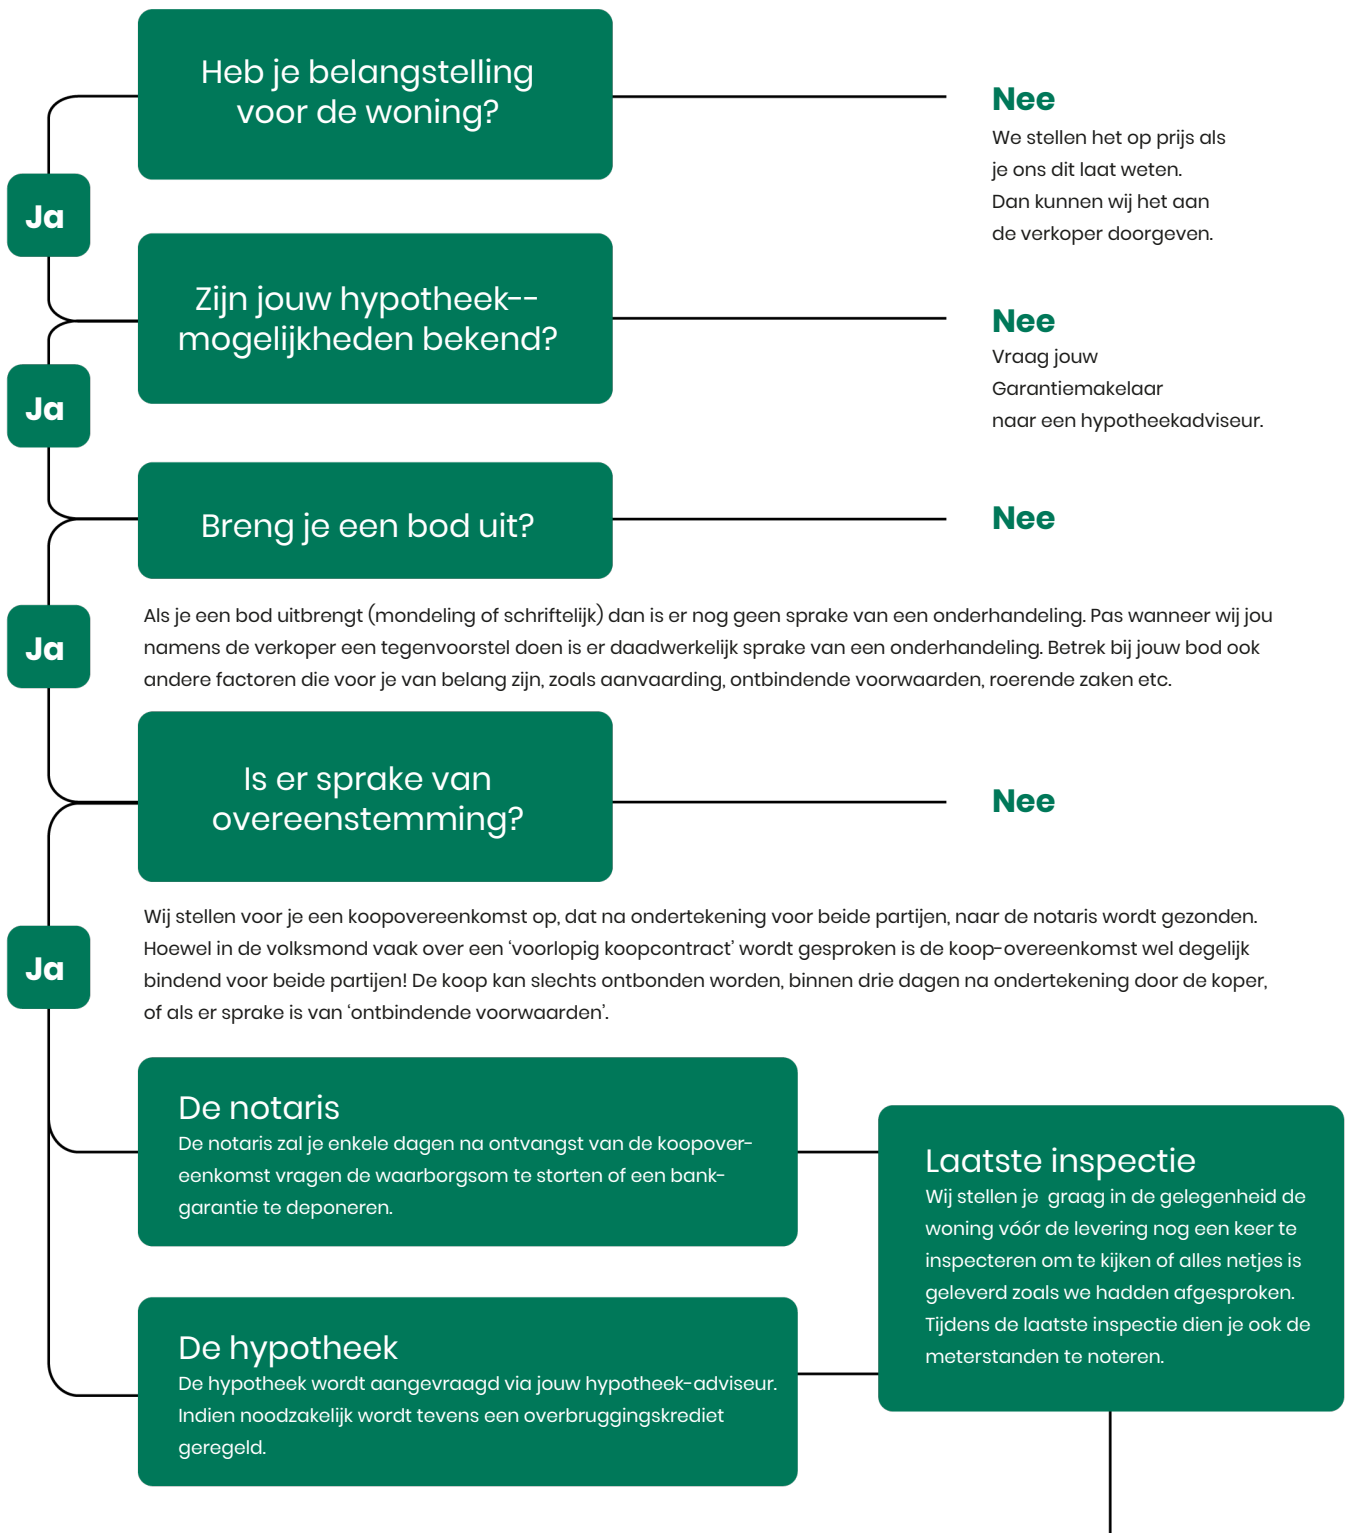 Heb je belangstelling
voor de woning?
Nee
We stellen het op prijs als
je ons dit laat weten.
Dan kunnen wij het aan
de verkoper doorgeven.
Ja
Zijn jouw hypotheek--
mogelijkheden bekend?
Nee
Vraag jouw
Garantiemakelaar
naar een hypotheekadviseur.
Ja
Breng je een bod uit?
Nee
Ja
Als je een bod uitbrengt (mondeling of schriftelijk) dan is er nog geen sprake van een onderhandeling. Pas wanneer wij jou
namens de verkoper een tegenvoorstel doen is er daadwerkelijk sprake van een onderhandeling. Betrek bij jouw bod ook
andere factoren die voor je van belang zijn, zoals aanvaarding, ontbindende voorwaarden, roerende zaken etc.
Is er sprake van
overeenstemming?
Nee
Ja
Wij stellen voor je een koopovereenkomst op, dat na ondertekening voor beide partijen, naar de notaris wordt gezonden.
Hoewel in de volksmond vaak over een ‘voorlopig koopcontract’ wordt gesproken is de koop-overeenkomst wel degelijk
bindend voor beide partijen! De koop kan slechts ontbonden worden, binnen drie dagen na ondertekening door de koper,
of als er sprake is van ‘ontbindende voorwaarden’.
De notaris
De notaris zal je enkele dagen na ontvangst van de koopover-
eenkomst vragen de waarborgsom te storten of een bank-
garantie te deponeren.
De hypotheek
De hypotheek wordt aangevraagd via jouw hypotheek-adviseur.
Indien noodzakelijk wordt tevens een overbruggingskrediet
geregeld.
Laatste inspectie
Wij stellen je graag in de gelegenheid de
woning vóór de levering nog een keer te
inspecteren om te kijken of alles netjes is
geleverd zoals we hadden afgesproken.
Tijdens de laatste inspectie dien je ook de
meterstanden te noteren.